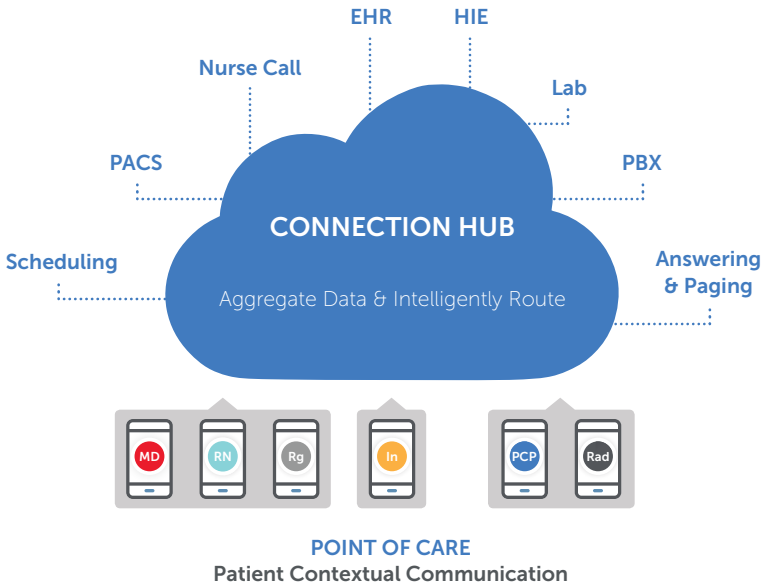 EHR
HIE
Nurse Call
Lab
PACS
PBX
CONNECTION HUB
Scheduling
Answering
& Paging
Aggregate Data & Intelligently Route
MD
RN
Rg
In
PCP
Rad
POINT OF CARE
Patient Contextual Communication